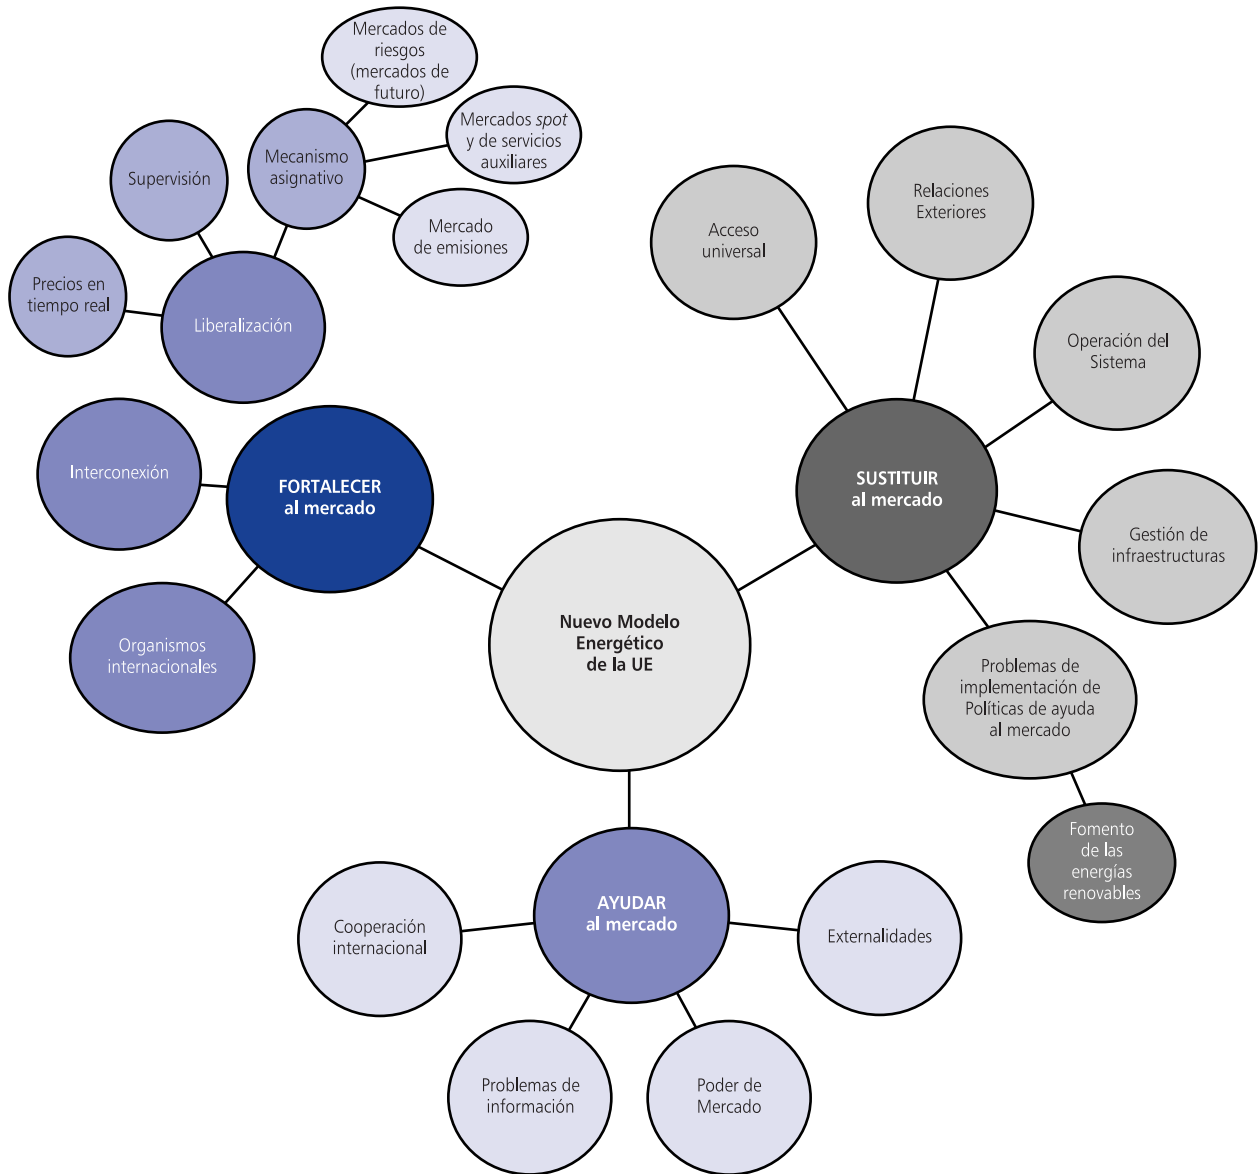 Mercados de
riesgos
(mercados de
futuro)
Mercados spot
y de servicios
auxiliares
Mecanismo
asignativo
Supervisión
Mercado
de emisiones
Precios en
tiempo real
Liberalización
Interconexión
FORTALECER
al mercado
Organismos
internacionales
Acceso
universal
Relaciones
Exteriores
Operación del
Sistema
SUSTITUIR
al mercado
Gestión de
infraestructuras
Problemas de
implementación de
Políticas de ayuda
al mercado
Fomento
de las
energías
renovables
Nuevo Modelo
Energético
de la UE
AYUDAR
al mercado
Cooperación
internacional
Externalidades
Problemas de
información
Poder de
Mercado